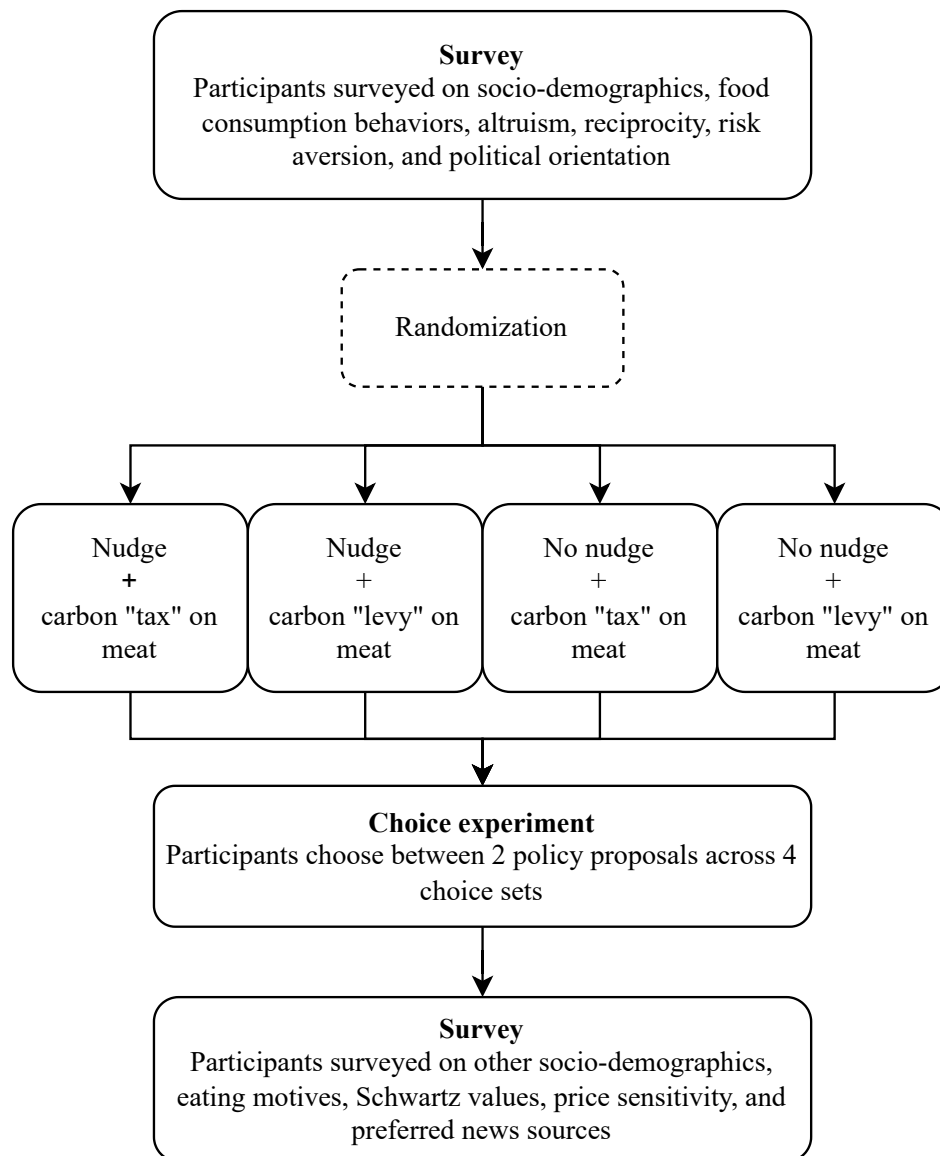 Survey
Participants surveyed on socio-demographics, food
consumption behaviors, altruism, reciprocity, risk
aversion, and political orientation
Randomization
Nudge
+
carbon "tax" on
meat
Nudge
+
carbon "levy" on
meat
No nudge
+
carbon "tax" on
meat
No nudge
+
carbon "levy" on
meat
Choice experiment
Participants choose between 2 policy proposals across 4
choice sets
Survey
Participants surveyed on other socio-demographics,
eating motives, Schwartz values, price sensitivity, and
preferred news sources